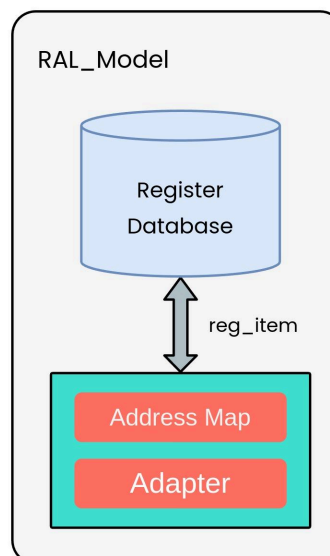 RAL_Model
Register
Database
reg_item
Address Map
Adapter